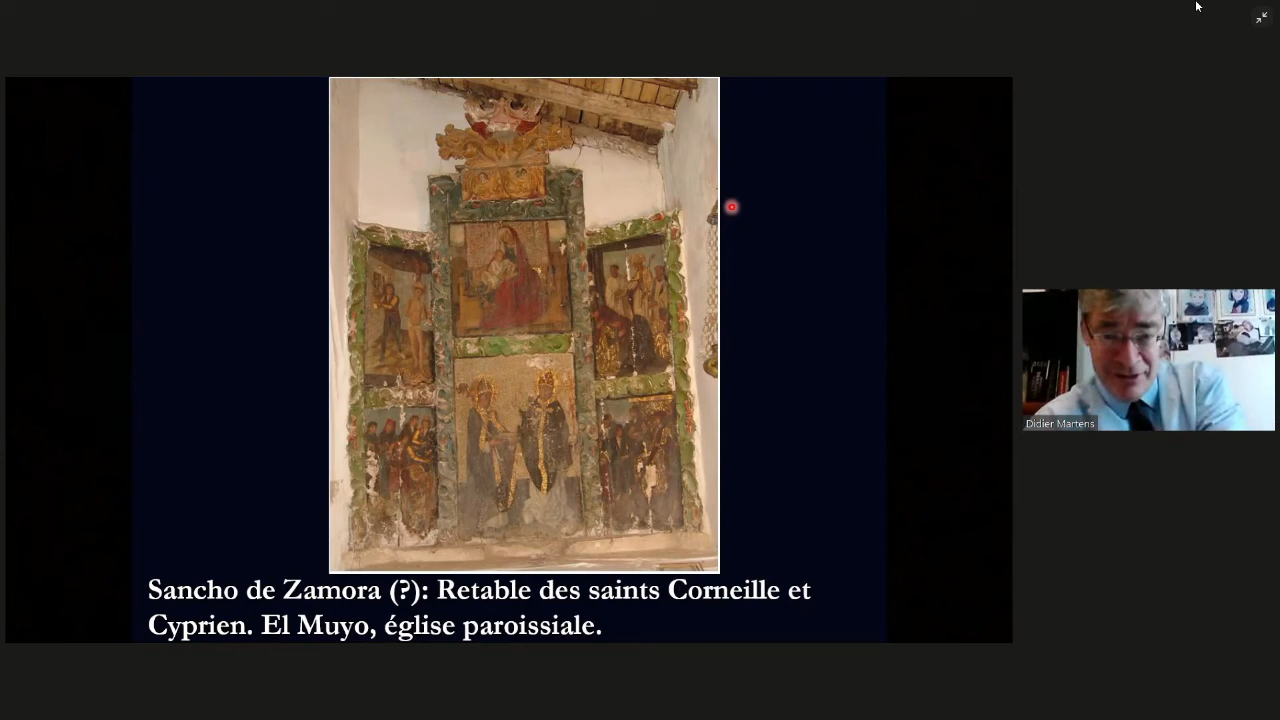 Sancho de Zamora (?): Retable des saints Corneille et
Cyprien. El Muyo, église paroissiale.
Didier Martens